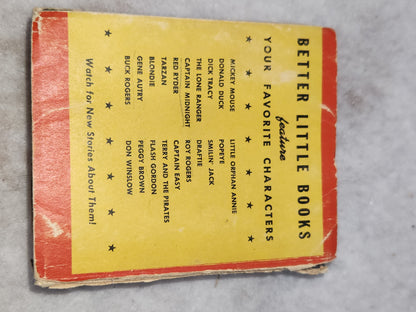 BETTER LITTLE BOOKS
feature
YOUR FAVORITE CHARACTERS
MICKEY MOUSE
DONALD DUCK
DICK TRACY
THE LONE RANGER
CAPTAIN MIDNIGHT
RED RYDER
TARZAN
BLONDIE
GENE AUTRY
BUCK ROGERS
LITTLE ORPHAN ANNIE
POPEYE
SMILIN' JACK
DRAFTIE
ROY ROGERS
CAPTAIN EASY
TERRY AND THE PIRATES
FLASH GORDON
PEGGY BROWN
DON WINSLOW
Watch for New Stories About Them!